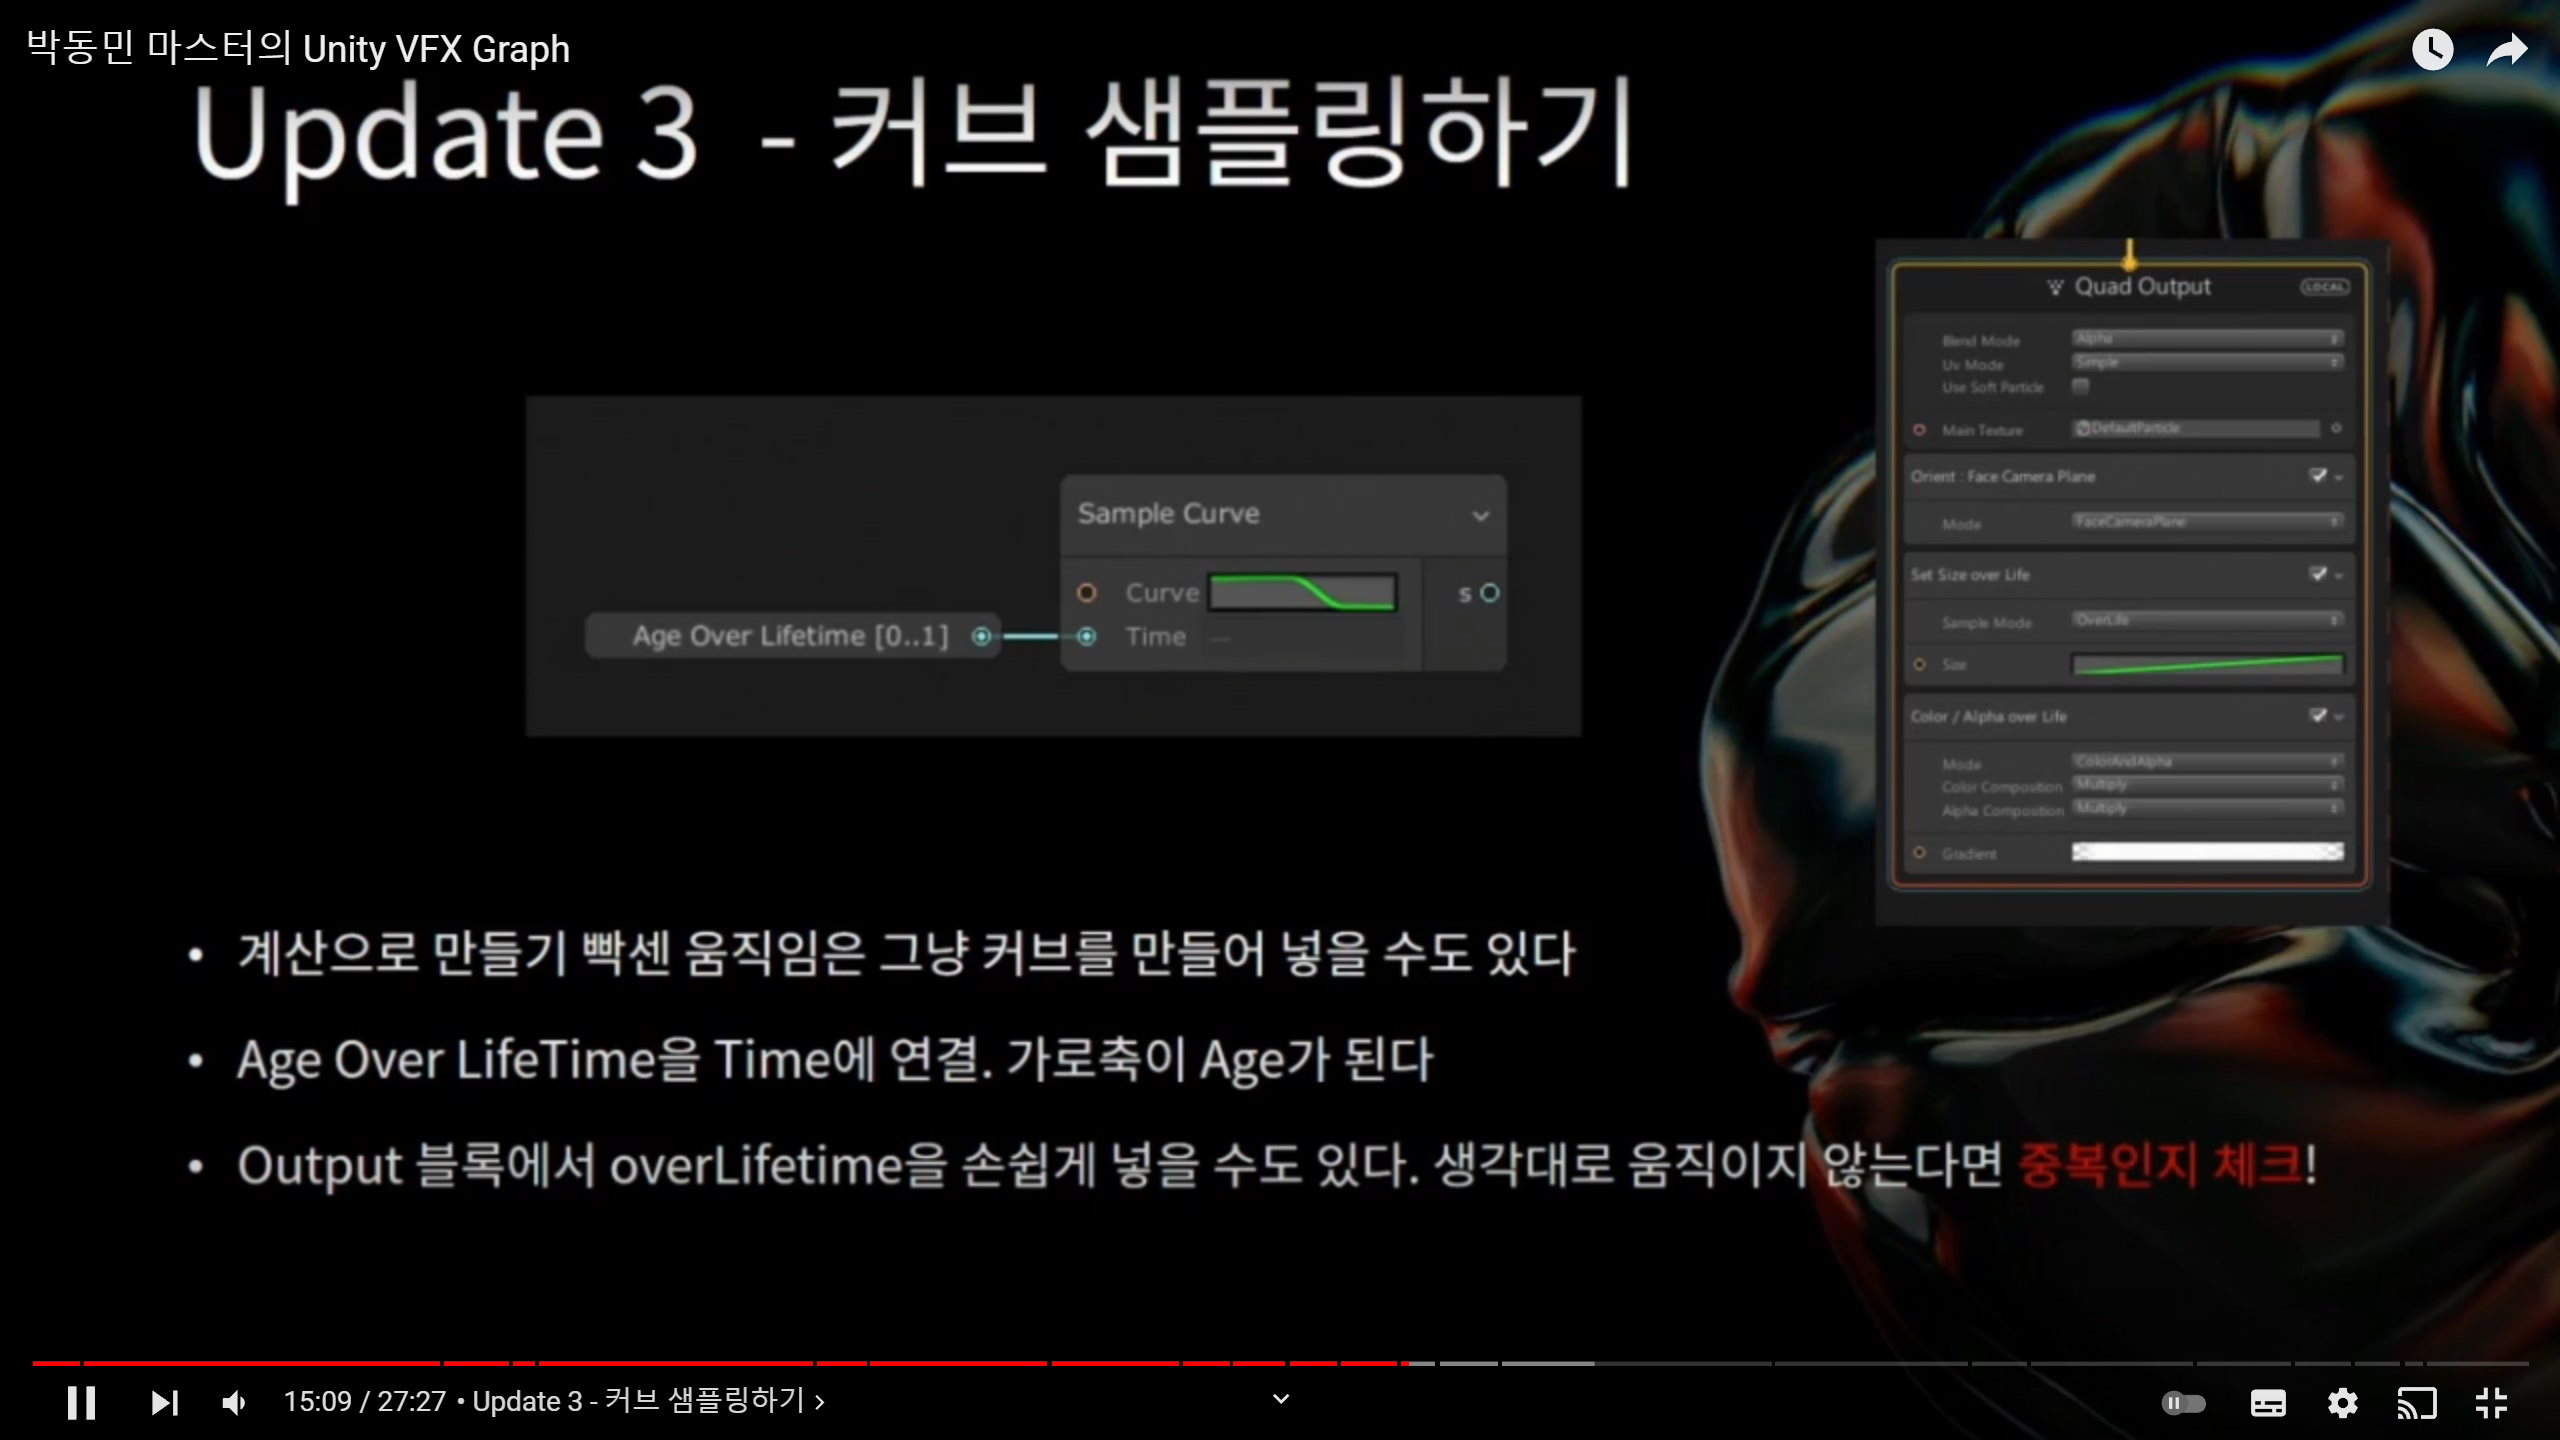 박동민 마스터의 Unity VFX Graph
Update 3 - 커브 샘플링하기
Quad Output
LOCAL
Blend Mode Alpha
Uv Mode Simple
Use Soft Particle
Main Texture DefaultParticle
Orient : Face Camera Plane
Mode FaceCameraPlane
Set Size over Life
Sample Mode OverLife
Size
Color / Alpha over Life
Mode ColorAndAlpha
Color Composition Multiply
Alpha Composition Multiply
Gradient
Sample Curve
Curve s
Age Over Lifetime [0..1] Time
• 계산으로 만들기 빡센 움직임은 그냥 커브를 만들어 넣을 수도 있다
• Age Over LifeTime을 Time에 연결. 가로축이 Age가 된다
• Output 블록에서 overLifetime을 손쉽게 넣을 수도 있다. 생각대로 움직이지 않는다면 중복인지 체크!
15:09 / 27:27 • Update 3 - 커브 샘플링하기 ›